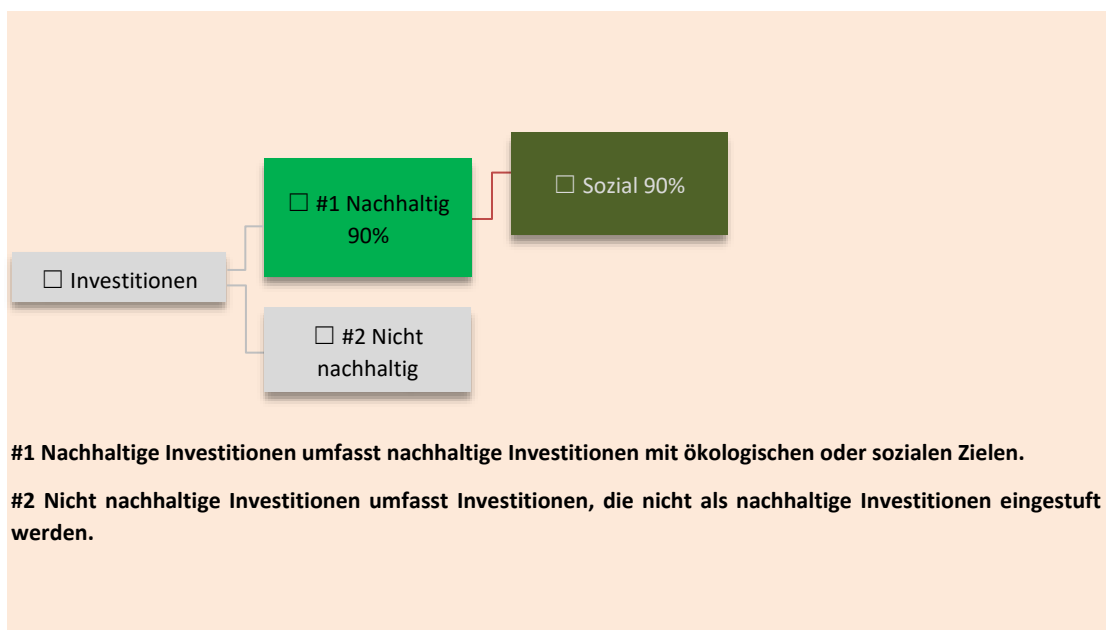 ☐ Sozial 90%
☐ #1 Nachhaltig
90%
☐ Investitionen
☐ #2 Nicht
nachhaltig
#1 Nachhaltige Investitionen umfasst nachhaltige Investitionen mit ökologischen oder sozialen Zielen.
#2 Nicht nachhaltige Investitionen umfasst Investitionen, die nicht als nachhaltige Investitionen eingestuft
werden.